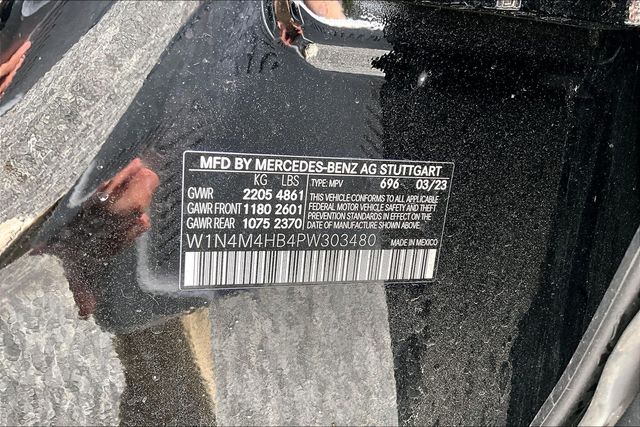 MFD BY MERCEDES-BENZ AG STUTTGART
KG LBS
GVWR 2205 4861
GAWR FRONT 1180 2601
GAWR REAR 1075 2370
TYPE: MPV 696 03/23
THIS VEHICLE CONFORMS TO ALL APPLICABLE
FEDERAL MOTOR VEHICLE SAFETY AND THEFT
PREVENTION STANDARDS IN EFFECT ON THE
DATE OF MANUFACTURE SHOWN ABOVE.
W1N4M4HB4PW303480 MADE IN MEXICO